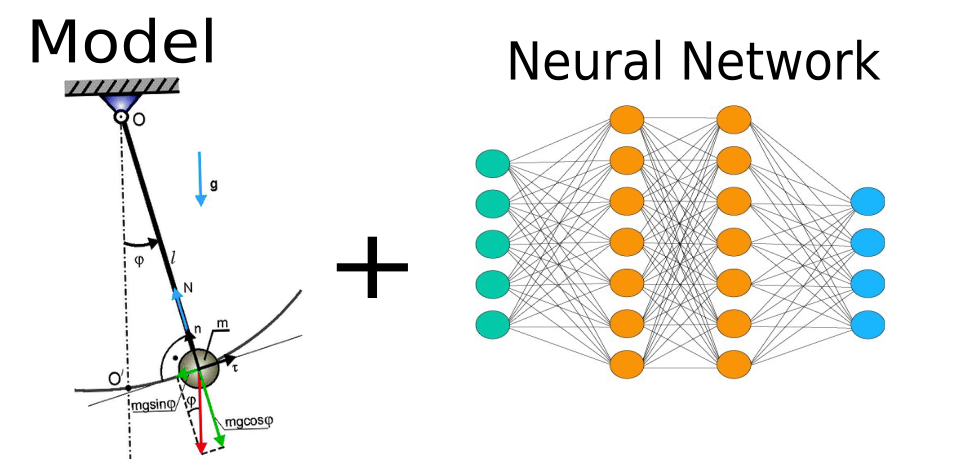 Model
Neural Network
O
g
φ
l
N
n
m
τ
O'
mgsinφ
φ
mgcosφ
+